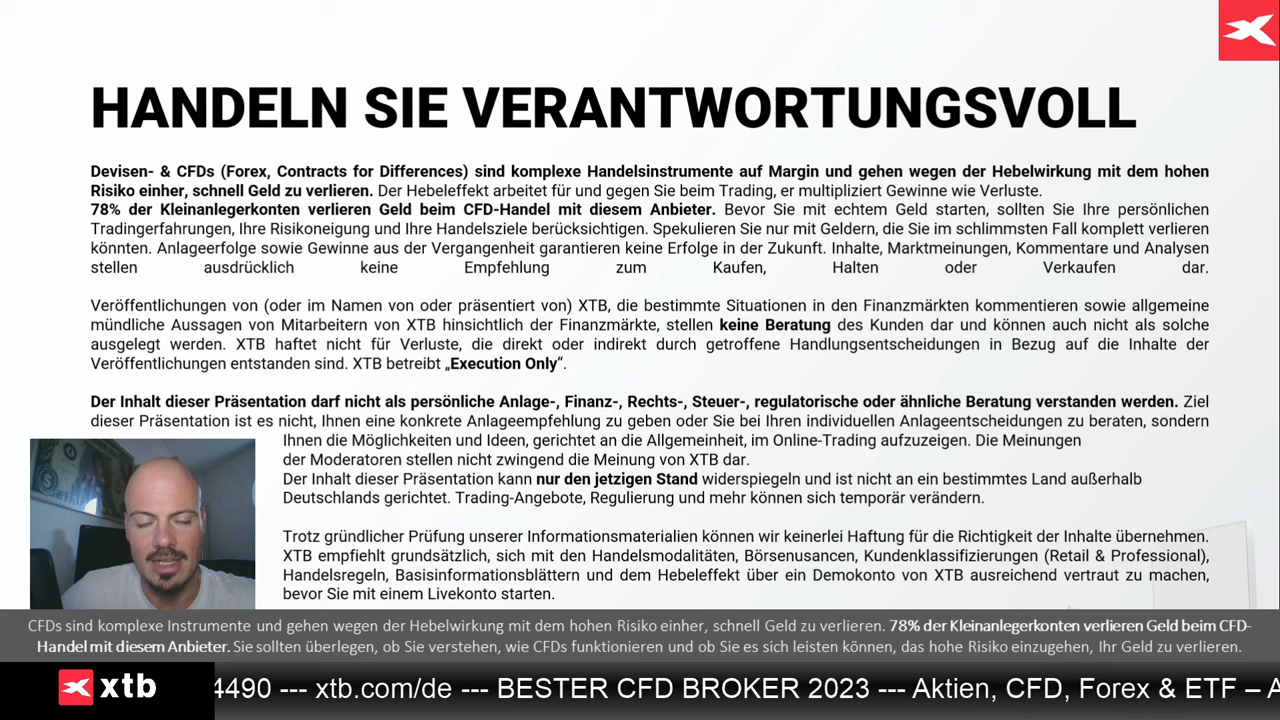 HANDELN SIE VERANTWORTUNGSVOLL
Devisen- & CFDs (Forex, Contracts for Differences) sind komplexe Handelsinstrumente auf Margin und gehen wegen der Hebelwirkung mit dem hohen
Risiko einher, schnell Geld zu verlieren. Der Hebeleffekt arbeitet für und gegen Sie beim Trading, er multipliziert Gewinne wie Verluste.
78% der Kleinanlegerkonten verlieren Geld beim CFD-Handel mit diesem Anbieter. Bevor Sie mit echtem Geld starten, sollten Sie Ihre persönlichen
Tradingerfahrungen, Ihre Risikoneigung und Ihre Handelsziele berücksichtigen. Spekulieren Sie nur mit Geldern, die Sie im schlimmsten Fall komplett verlieren
könnten. Anlageerfolge sowie Gewinne aus der Vergangenheit garantieren keine Erfolge in der Zukunft. Inhalte, Marktmeinungen, Kommentare und Analysen
stellen ausdrücklich keine Empfehlung zum Kaufen, Halten oder Verkaufen dar.
Veröffentlichungen von (oder im Namen von oder präsentiert von) XTB, die bestimmte Situationen in den Finanzmärkten kommentieren sowie allgemeine
mündliche Aussagen von Mitarbeitern von XTB hinsichtlich der Finanzmärkte, stellen keine Beratung des Kunden dar und können auch nicht als solche
ausgelegt werden. XTB haftet nicht für Verluste, die direkt oder indirekt durch getroffene Handlungsentscheidungen in Bezug auf die Inhalte der
Veröffentlichungen entstanden sind. XTB betreibt „Execution Only“.
Der Inhalt dieser Präsentation darf nicht als persönliche Anlage-, Finanz-, Rechts-, Steuer-, regulatorische oder ähnliche Beratung verstanden werden. Ziel
dieser Präsentation ist es nicht, Ihnen eine konkrete Anlageempfehlung zu geben oder Sie bei Ihren individuellen Anlageentscheidungen zu beraten, sondern
Ihnen die Möglichkeiten und Ideen, gerichtet an die Allgemeinheit, im Online-Trading aufzuzeigen. Die Meinungen
der Moderatoren stellen nicht zwingend die Meinung von XTB dar.
Der Inhalt dieser Präsentation kann nur den jetzigen Stand widerspiegeln und ist nicht an ein bestimmtes Land außerhalb
Deutschlands gerichtet. Trading-Angebote, Regulierung und mehr können sich temporär verändern.
Trotz gründlicher Prüfung unserer Informationsmaterialien können wir keinerlei Haftung für die Richtigkeit der Inhalte übernehmen.
XTB empfiehlt grundsätzlich, sich mit den Handelsmodalitäten, Börsenusancen, Kundenklassifizierungen (Retail & Professional),
Handelsregeln, Basisinformationsblättern und dem Hebeleffekt über ein Demokonto von XTB ausreichend vertraut zu machen,
bevor Sie mit einem Livekonto starten.
CFDs sind komplexe Instrumente und gehen wegen der Hebelwirkung mit dem hohen Risiko einher, schnell Geld zu verlieren. 78% der Kleinanlegerkonten verlieren Geld beim CFD-
Handel mit diesem Anbieter. Sie sollten überlegen, ob Sie verstehen, wie CFDs funktionieren und ob Sie es sich leisten können, das hohe Risiko einzugehen, Ihr Geld zu verlieren.
xtb 4490 --- xtb.com/de --- BESTER CFD BROKER 2023 --- Aktien, CFD, Forex & ETF – A